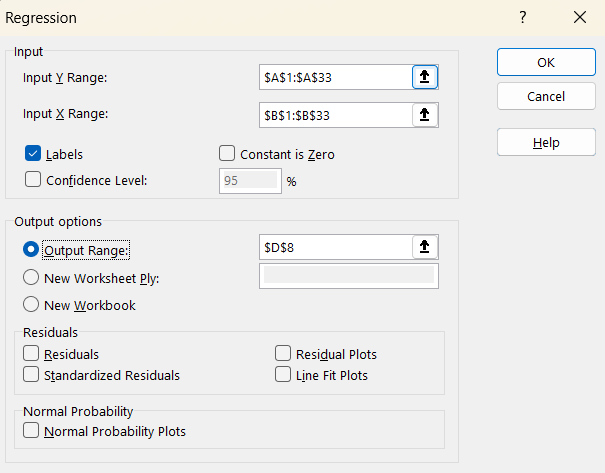 Regression ? ×
Input
Input Y Range: $A$1:$A$33
OK
Cancel
Input X Range: $B$1:$B$33
Help
Labels Constant is Zero
Confidence Level: 95 %
Output options
Output Range: $D$8
New Worksheet Ply:
New Workbook
Residuals
Residuals Residual Plots
Standardized Residuals Line Fit Plots
Normal Probability
Normal Probability Plots